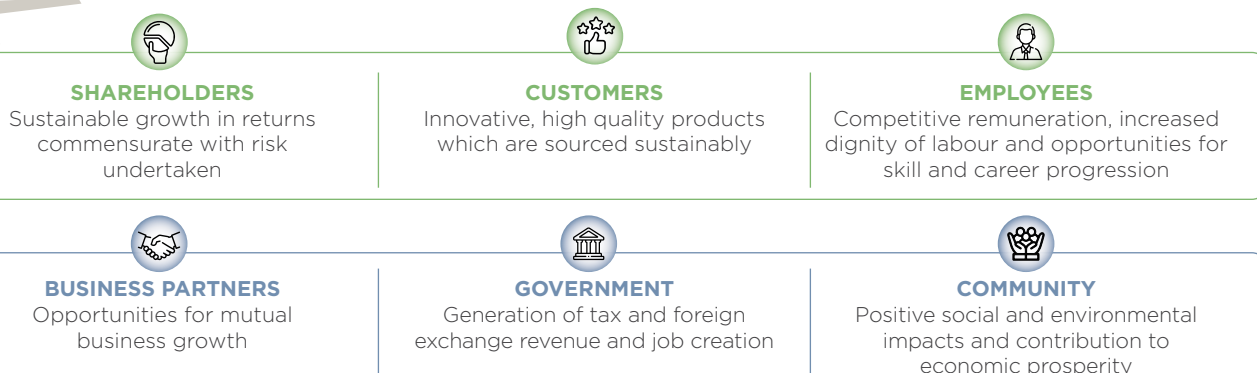 SHAREHOLDERS
Sustainable growth in returns
commensurate with risk
undertaken
CUSTOMERS
Innovative, high quality products
which are sourced sustainably
EMPLOYEES
Competitive remuneration, increased
dignity of labour and opportunities for
skill and career progression
BUSINESS PARTNERS
Opportunities for mutual
business growth
GOVERNMENT
Generation of tax and foreign
exchange revenue and job creation
COMMUNITY
Positive social and environmental
impacts and contribution to
economic prosperity